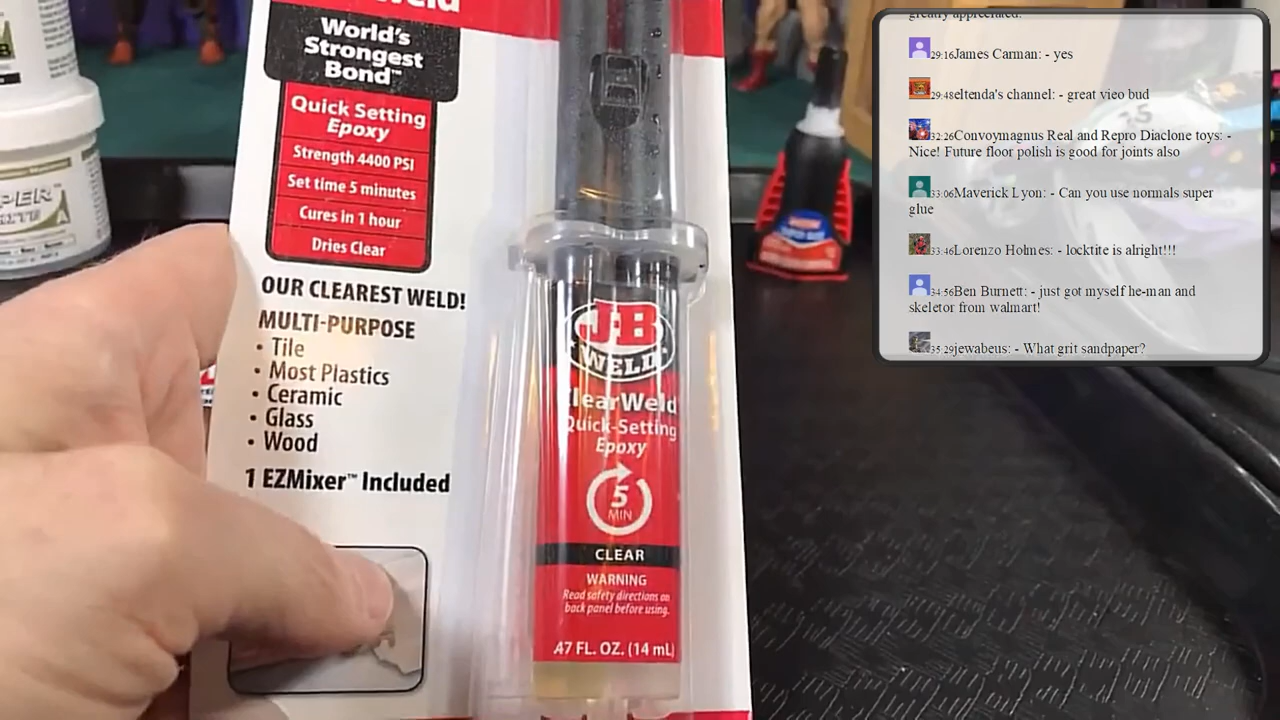 World's
Strongest
Bond™
Quick Setting
Epoxy
Strength 4400 PSI
Set time 5 minutes
Cures in 1 hour
Dries Clear
OUR CLEAREST WELD!
MULTI-PURPOSE
• Tile
• Most Plastics
• Ceramic
• Glass
• Wood
1 EZMixer™ Included
J-B
WELD
ClearWeld
Quick-Setting
Epoxy
5
MIN
CLEAR
WARNING
Read safety directions on
back panel before using.
.47 FL. OZ. (14 mL)
greatly appreciated.
29:16James Carman: - yes
29:48eltenda's channel: - great vieo bud
32:26Convoymagnus Real and Repro Diaclone toys: -
Nice! Future floor polish is good for joints also
33:06Maverick Lyon: - Can you use normals super
glue
33:46Lorenzo Holmes: - locktite is alright!!!
34:56Ben Burnett: - just got myself he-man and
skeletor from walmart!
35:29jewabeus: - What grit sandpaper?